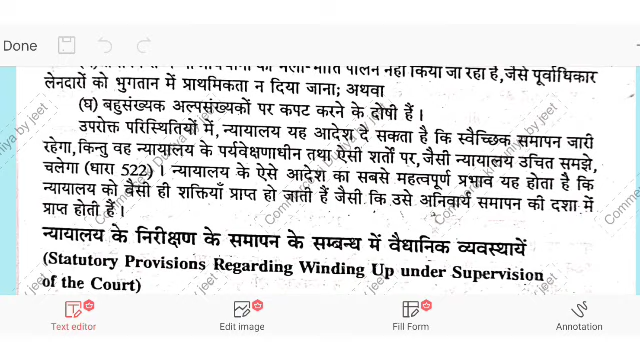 Done
लेनदारों को भुगतान में प्राथमिकता न दिया जाना; अथवा
(घ) बहुसंख्यक अल्पसंख्यकों पर कपट करने के दोषी हैं।
उपरोक्त परिस्थितियों में, न्यायालय यह आदेश दे सकता है कि स्वैच्छिक समापन जारी
रहेगा, किन्तु वह न्यायालय के पर्यवेक्षणाधीन तथा ऐसी शर्तों पर, जैसी न्यायालय उचित समझे,
चलेगा (धारा 522)। न्यायालय के ऐसे आदेश का सबसे महत्वपूर्ण प्रभाव यह होता है कि
न्यायालय को वैसी ही शक्तियाँ प्राप्त हो जाती हैं जैसी कि उसे अनिवार्य समापन की दशा में
प्राप्त होती हैं।
न्यायालय के निरीक्षण के समापन के सम्बन्ध में वैधानिक व्यवस्थायें
(Statutory Provisions Regarding Winding Up under Supervision
of the Court)
Text editor
Edit image
Fill Form
Annotation